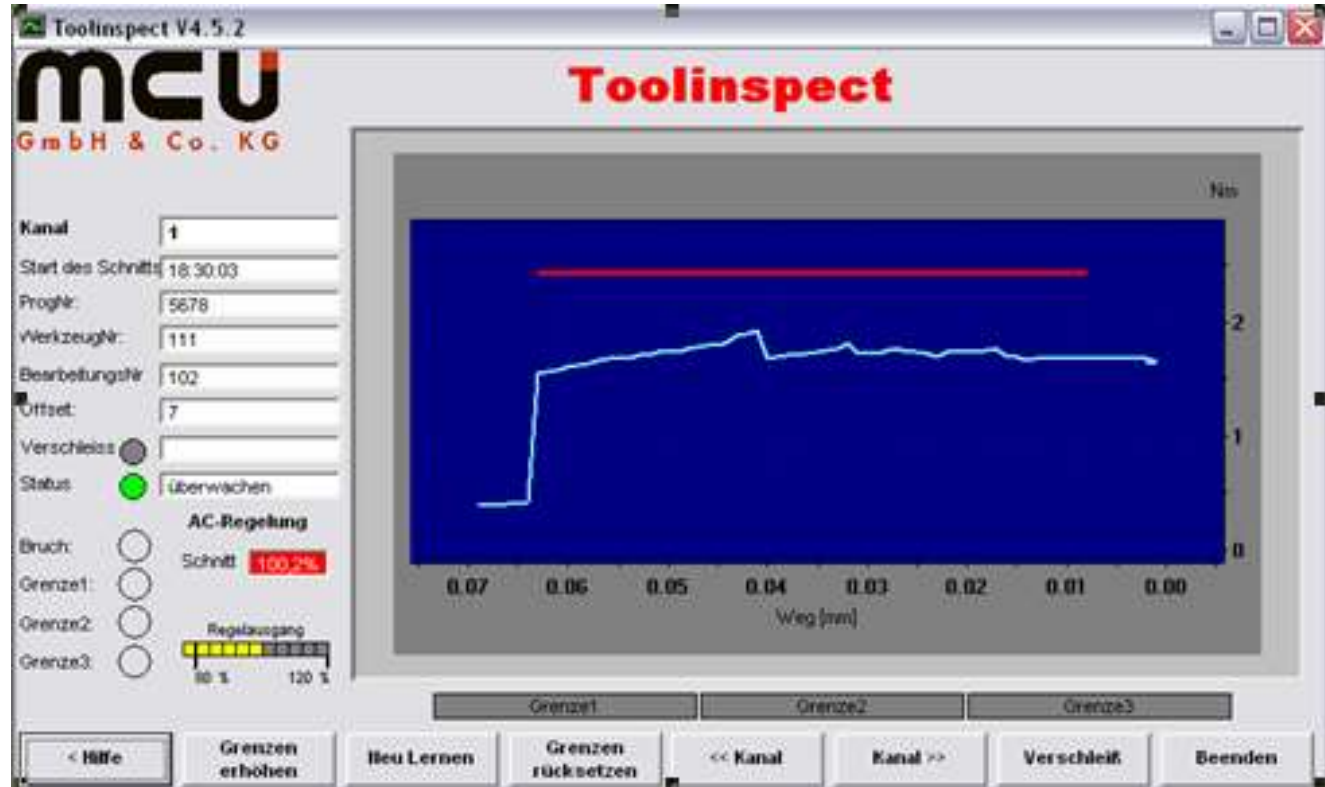 Toolinspect V4.5.2
mcu
GmbH & Co. KG
Toolinspect
Kanal 1
Start des Schnitts 18:30:03
ProgNr: 5678
WerkzeugNr: 111
BearbeitungsNr 102
Offset: 7
Verschleiss
Status überwachen
AC-Regelung
Schnitt 100,2%
Bruch:
Grenze1:
Grenze2:
Grenze3:
Regelausgang
80 % 120 %
Nm
2
1
0
0.07 0.06 0.05 0.04 0.03 0.02 0.01 0.00
Weg [mm]
Grenze1 Grenze2 Grenze3
< Hilfe
Grenzen erhöhen
Neu Lernen
Grenzen rücksetzen
<< Kanal
Kanal >>
Verschleiß
Beenden